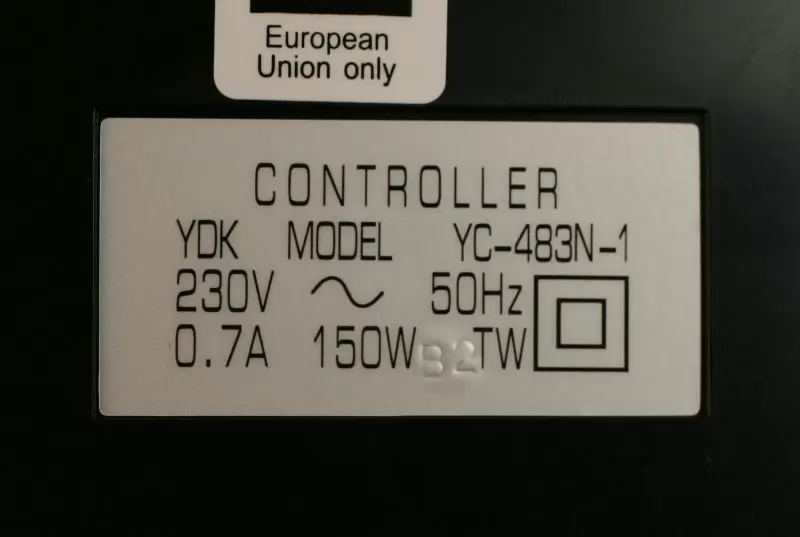 European
Union only
CONTROLLER
YDK MODEL YC-483N-1
230V ~ 50Hz
0.7A 150W B2 TW